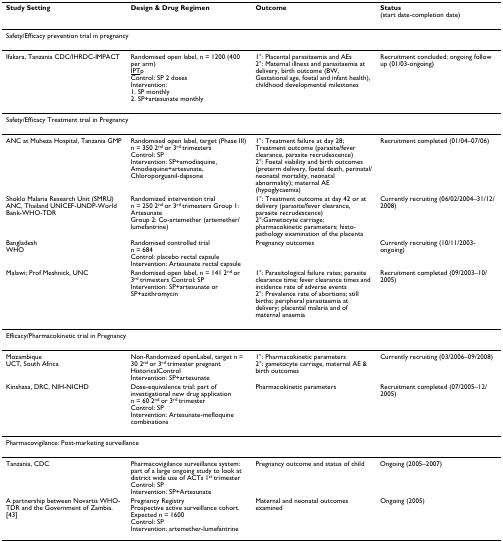 Study Setting
Design & Drug Regimen
Outcome
Status
(start date-completion date)
Safety/Efficacy prevention trial in pregnancy
Ifakara, Tanzania CDC/IHRDC-IMPACT
Randomised open label, n = 1200 (400
per arm)
IPTp
Control: SP 2 doses
Intervention:
1. SP monthly
2. SP+artesunate monthly
1°: Placental parasitaemia and AEs
2°: Maternal illness and parasitaemia at
delivery, birth outcome (BW,
Gestational age, foetal and infant health),
childhood developmental milestones
Recruitment concluded; ongoing follow
up (01/03-ongoing)
Safety/Efficacy Treatment trial in Pregnancy
ANC at Muheza Hospital, Tanzania GMP
Randomised open label, target (Phase III)
n = 350 2nd or 3rd trimesters
Control: SP
Intervention: SP+amodiaquine,
Amodiaquine+artesunate,
Chloroporguanil-dapsone
1°: Treatment failure at day 28;
Treatment outcome (parasite/fever
clearance, parasite recrudescence)
2°: Foetal viability and birth outcomes
(preterm delivery, foetal death, perinatal/
neonatal mortality, neonatal
abnormality); maternal AE
(hypoglycaemia)
Recruitment completed (01/04–07/06)
Shoklo Malaria Research Unit (SMRU)
ANC, Thailand UNICEF-UNDP-World
Bank-WHO-TDR
Randomized intervention trial
n = 250 2nd or 3rd trimesters Group 1:
Artesunate
Group 2: Co-artemether (artemether/
lumefantrine)
1°: Treatment outcome at day 42 or at
delivery (parasite/fever clearance,
parasite recrudescence)
2°:Gametocyte carriage;
pharmacokinetic parameters; histo-
pathology examination of the placenta
Currently recruiting (06/02/2004–31/12/
2008)
Bangladesh
WHO
Randomised controlled trial
n = 684
Control: placebo rectal capsule
Intervention: Artesunate rectal capsule
Pregnancy outcomes
Currently recruiting (10/11/2003-
ongoing)
Malawi; Prof Meshnick, UNC
Randomised open label, n = 141 2nd or
3rd trimesters Control: SP
Intervention: SP+artesunate or
SP+azithromycin
1°: Parasitological failure rates; parasite
clearance time; fever clearance times and
incidence rate of adverse events
2°: Prevalence rate of abortions; still
births; peripheral parasitaemia at
delivery; placental malaria and of
maternal anaemia
Recruitment completed (09/2003–10/
2005)
Efficacy/Pharmacokinetic trial in Pregnancy
Mozambique
UCT, South Africa
Non-Randomized openLabel, target n =
30 2nd or 3rd trimester pregnant
HistoricalControl
Intervention: SP+artesunate
1°: Pharmacokinetic parameters
2°: gametocyte carriage, maternal AE &
birth outcomes
Currently recruiting (03/2006–09/2008)
Kinshasa, DRC, NIH-NICHD
Dose-equivalence trial: part of
investigational new drug application
n = 60 2nd or 3rd trimester
Control: SP
Intervention: Artesunate-mefloquine
combinations
Pharmacokinetic parameters
Recruitment completed (07/2005–12/
2005)
Pharmacovigilance: Post-marketing surveillance
Tanzania, CDC
Pharmacovigilance surveillance system:
part of a large ongoing study to look at
district wide use of ACTs 1st trimester
Control: SP
Intervention: SP+Artesunate
Pregnancy outcome and status of child
Ongoing (2005–2007)
A partnership between Novartis WHO-
TDR and the Government of Zambia.
[43]
Pregnancy Registry
Prospective active surveillance cohort.
Expected n = 1600
Control: SP
Intervention: artemether-lumefantrine
Maternal and neonatal outcomes
examined
Ongoing (2005)